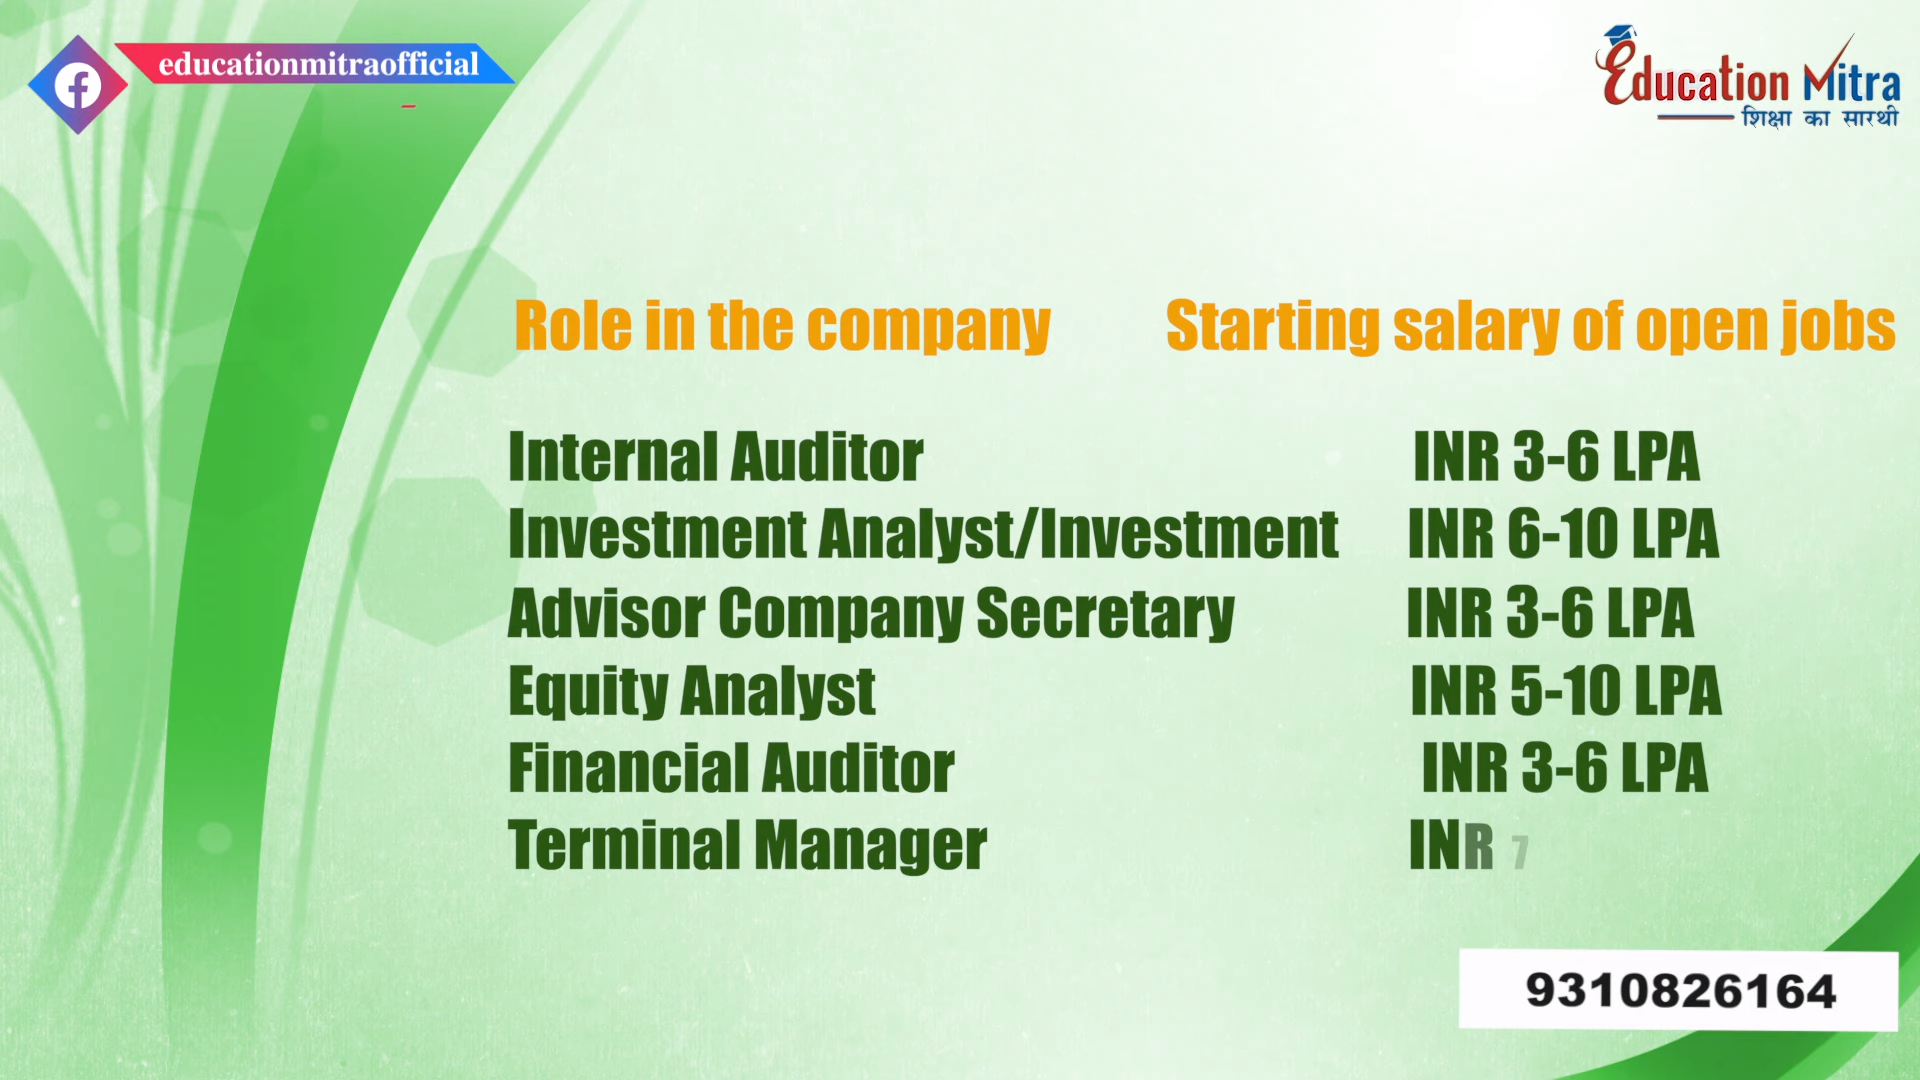 educationmitraofficial
Education Mitra
शिक्षा का सारथी
Role in the company Starting salary of open jobs
Internal Auditor INR 3-6 LPA
Investment Analyst/Investment INR 6-10 LPA
Advisor Company Secretary INR 3-6 LPA
Equity Analyst INR 5-10 LPA
Financial Auditor INR 3-6 LPA
Terminal Manager INR 7
9310826164